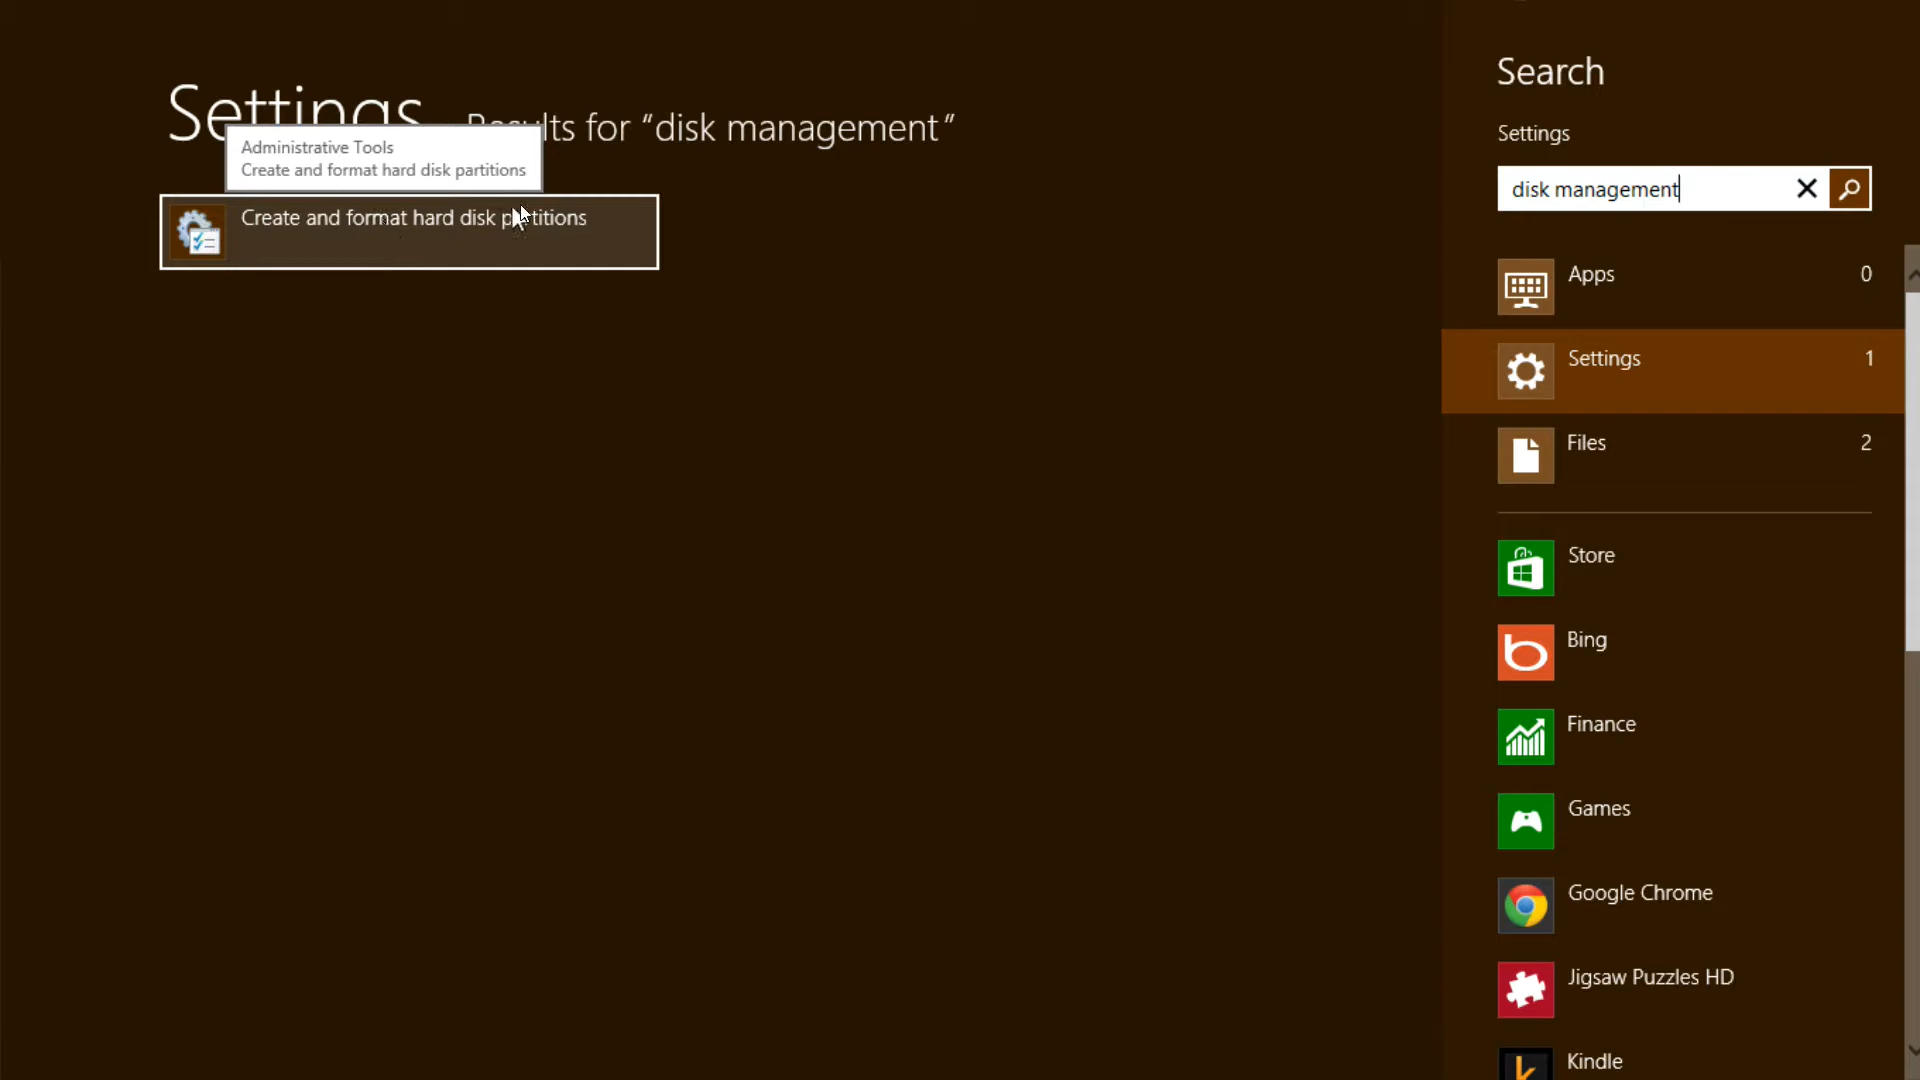 Settings Results for “disk management”
Administrative Tools
Create and format hard disk partitions
Create and format hard disk partitions
Search
Settings
disk management
Apps 0
Settings 1
Files 2
Store
Bing
Finance
Games
Google Chrome
Jigsaw Puzzles HD
Kindle